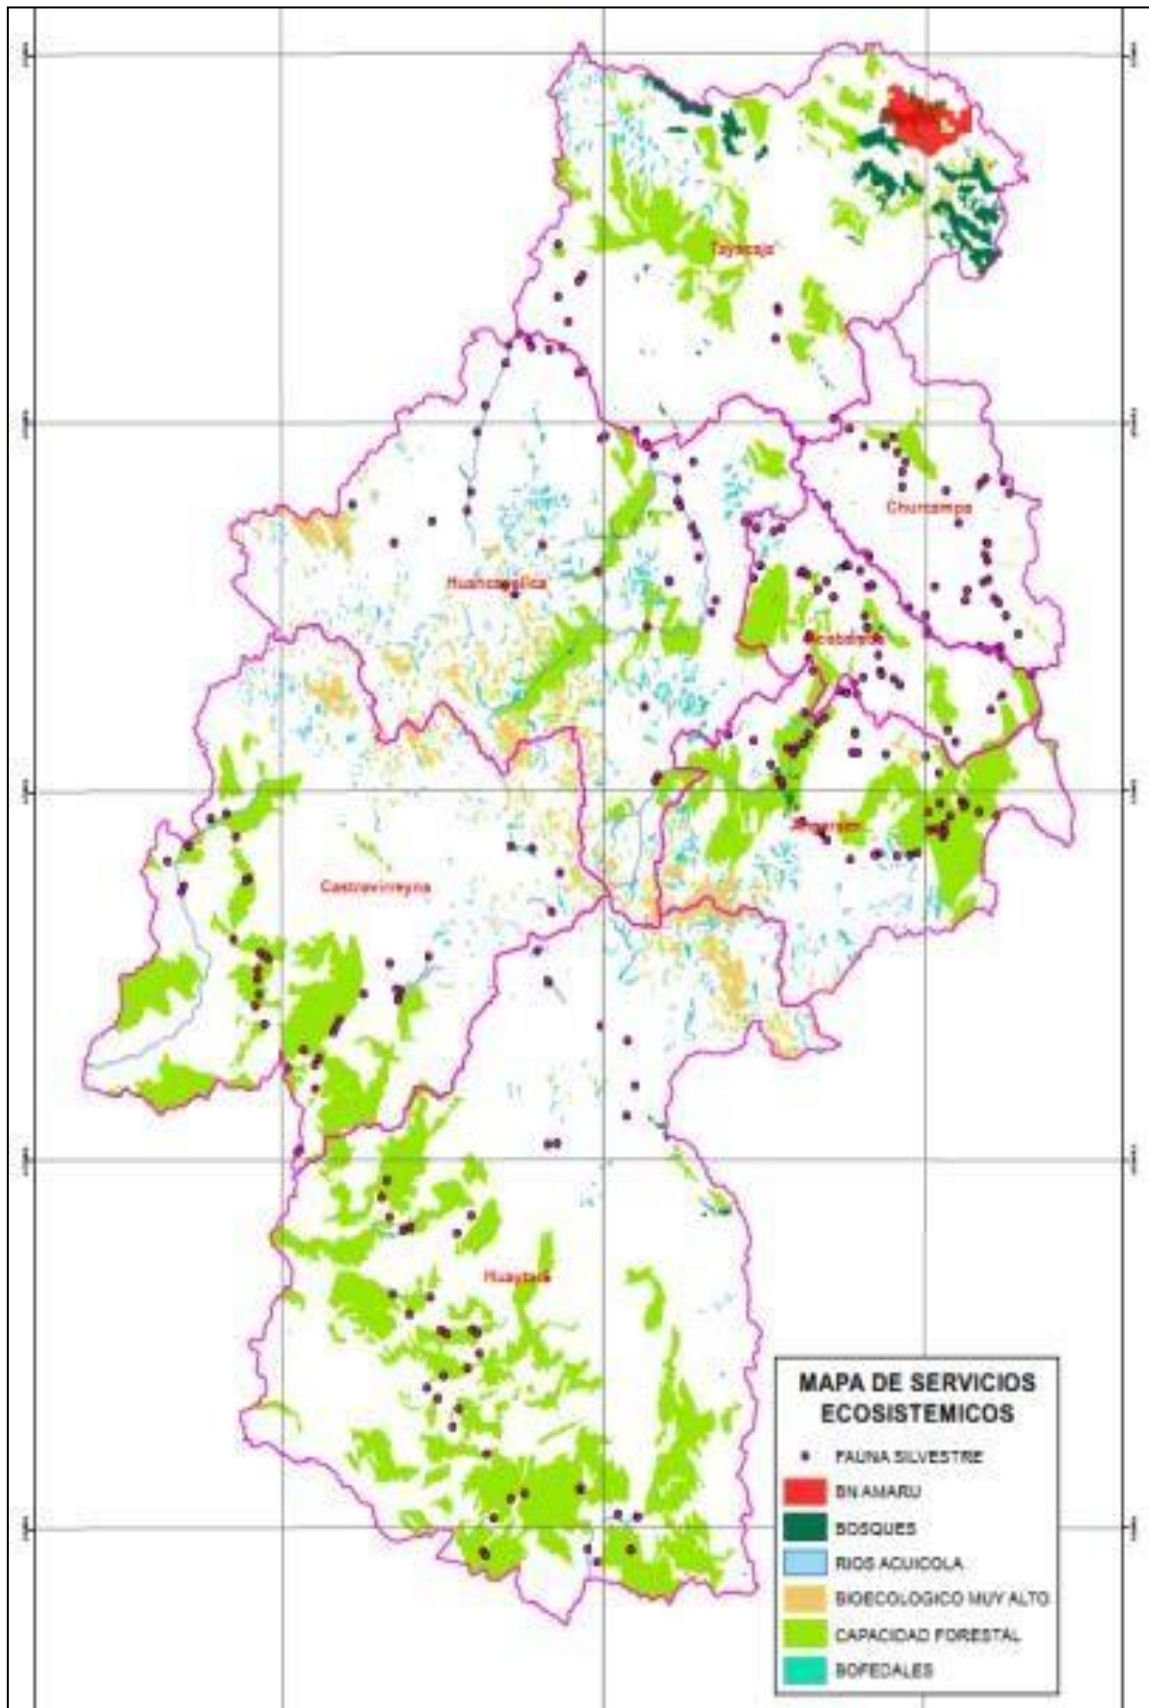 Tayacaja
Churcampa
Huancavelica
Acobamba
Angaraes
Castrovirreyna
Huaytara
MAPA DE SERVICIOS
ECOSISTEMICOS
FAUNA SILVESTRE
BN AMARU
BOSQUES
RIOS ACUICOLA
BIOECOLOGICO MUY ALTO
CAPACIDAD FORESTAL
BOFEDALES